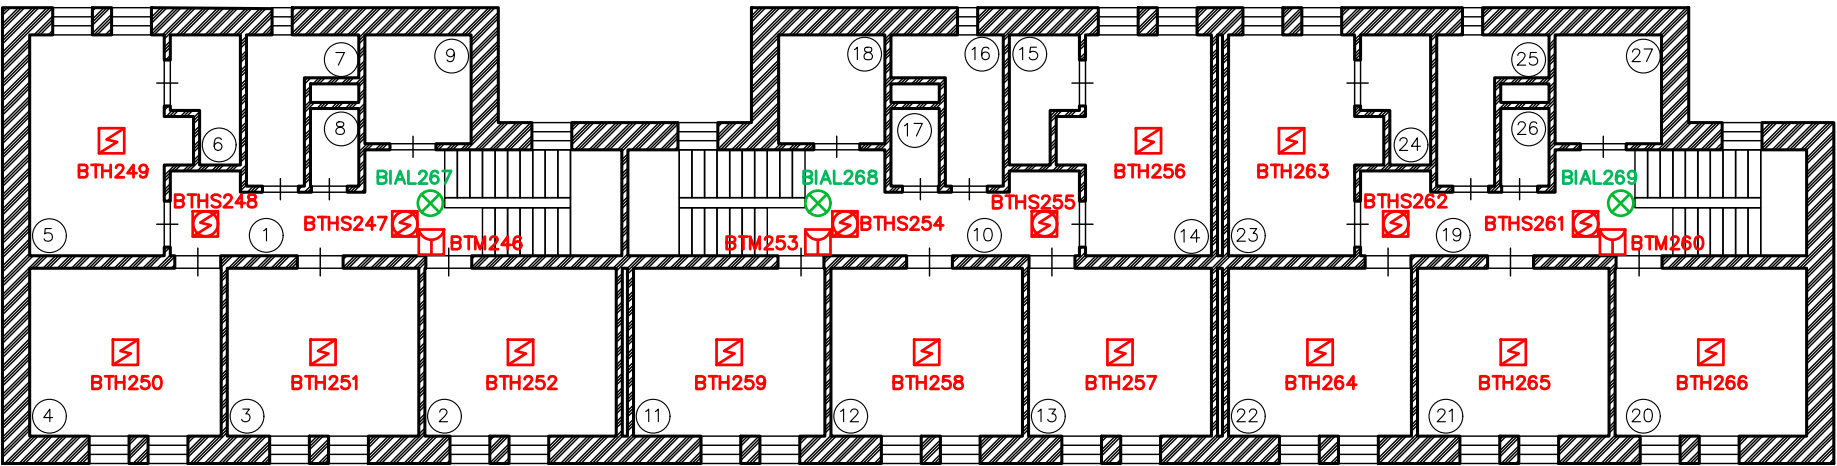 7
9
18
16
15
25
27
8
6
17
24
26
BTH249
BTH256
BTH263
BIAL267
BIAL268
BIAL269
BTHS248
BTHS247
BTHS255
BTHS254
BTHS262
BTHS261
5
1
BTM246
BTM253
10
14
23
19
BTM260
BTH250
BTH251
BTH252
BTH259
BTH258
BTH257
BTH264
BTH265
BTH266
4
3
2
11
12
13
22
21
20